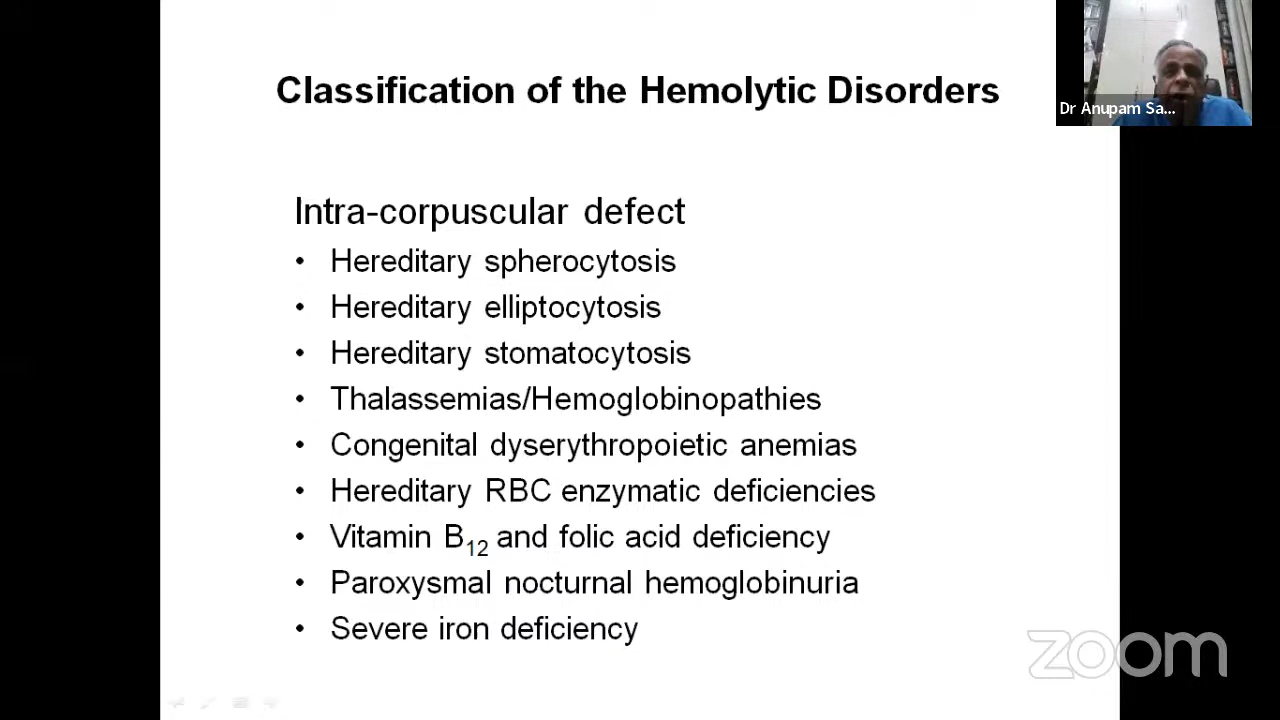 Classification of the Hemolytic Disorders
Dr Anupam Sa...
Intra-corpuscular defect
• Hereditary spherocytosis
• Hereditary elliptocytosis
• Hereditary stomatocytosis
• Thalassemias/Hemoglobinopathies
• Congenital dyserythropoietic anemias
• Hereditary RBC enzymatic deficiencies
• Vitamin B12 and folic acid deficiency
• Paroxysmal nocturnal hemoglobinuria
• Severe iron deficiency
zoom